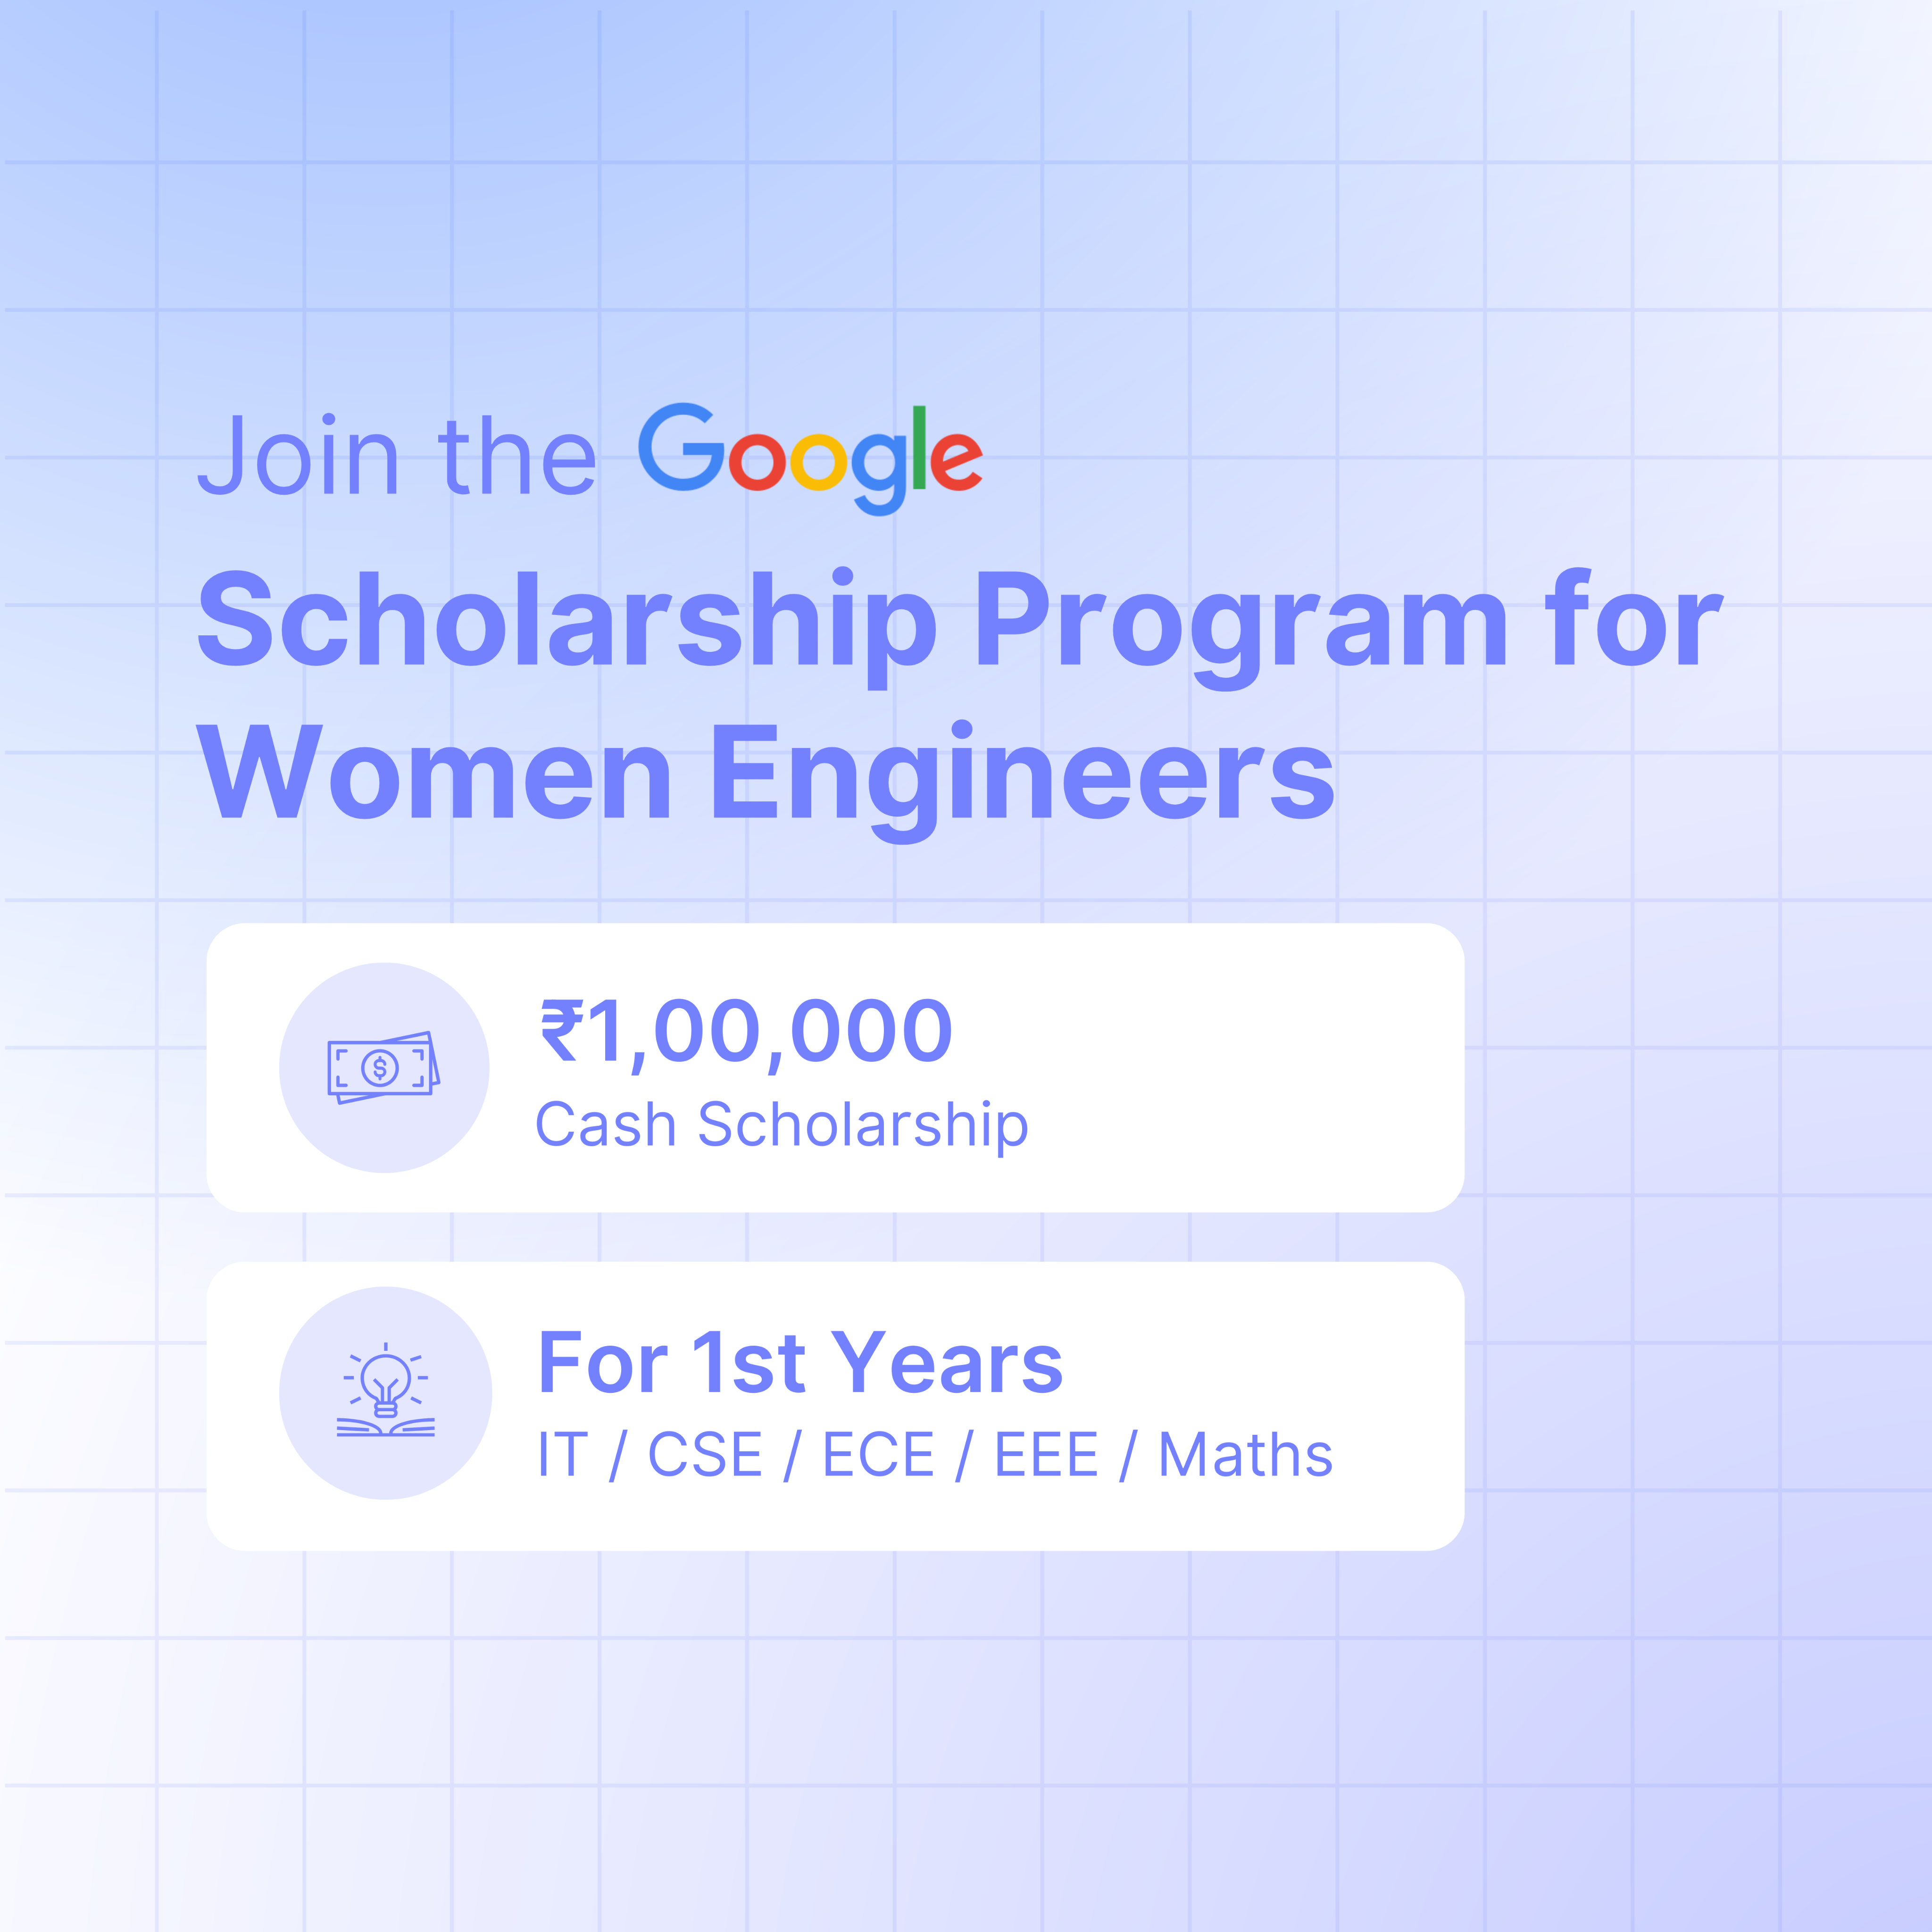 Join the Google
Scholarship Program for
Women Engineers
₹1,00,000
Cash Scholarship
For 1st Years
IT / CSE / ECE / EEE / Maths